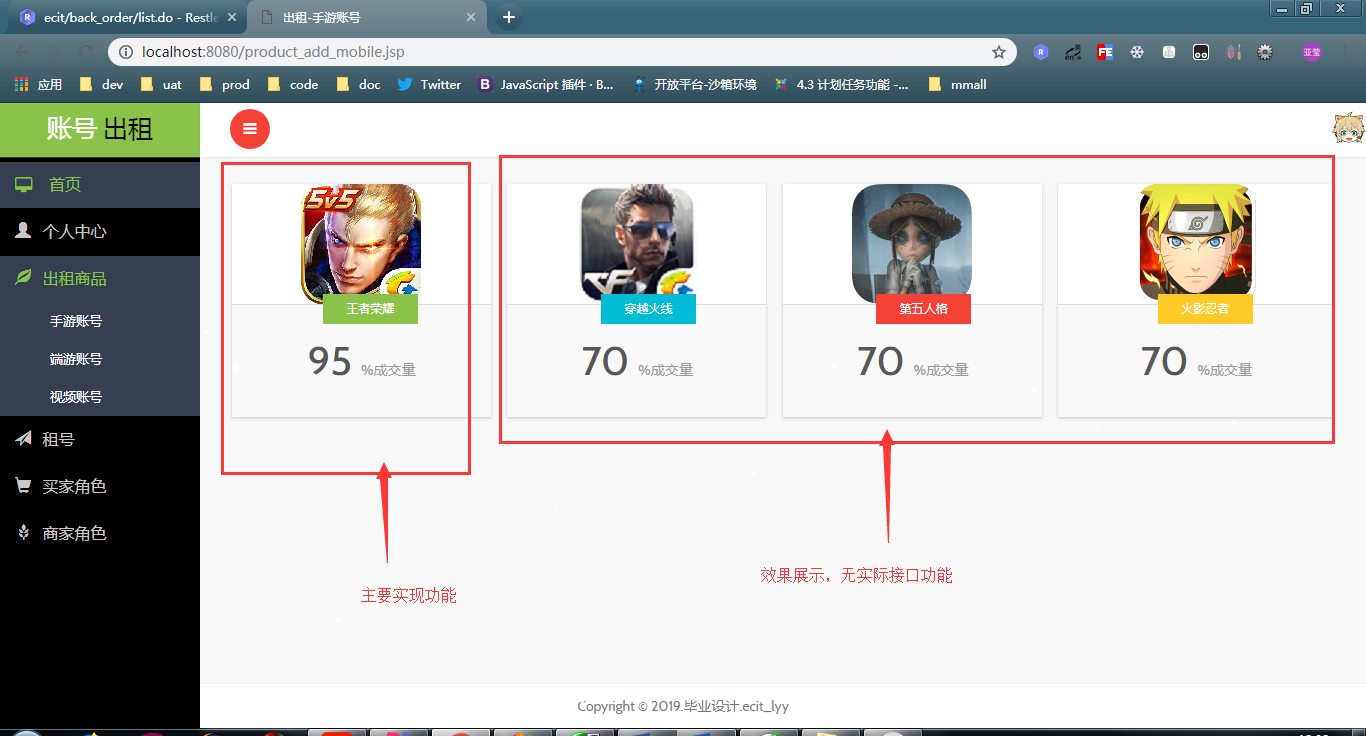 ecit/back_order/list.do - Restle
出租-手游账号
localhost:8080/product_add_mobile.jsp
亚莹
应用
dev
uat
prod
code
doc
Twitter
JavaScript 插件 · B...
开放平台-沙箱环境
4.3 计划任务功能 -...
mmall
账号 出租
首页
个人中心
出租商品
手游账号
端游账号
视频账号
租号
买家角色
商家角色
5v5
王者荣耀
95 %成交量
CF
穿越火线
70 %成交量
第五人格
70 %成交量
火影忍者
70 %成交量
主要实现功能
效果展示，无实际接口功能
Copyright © 2019.毕业设计.ecit_lyy